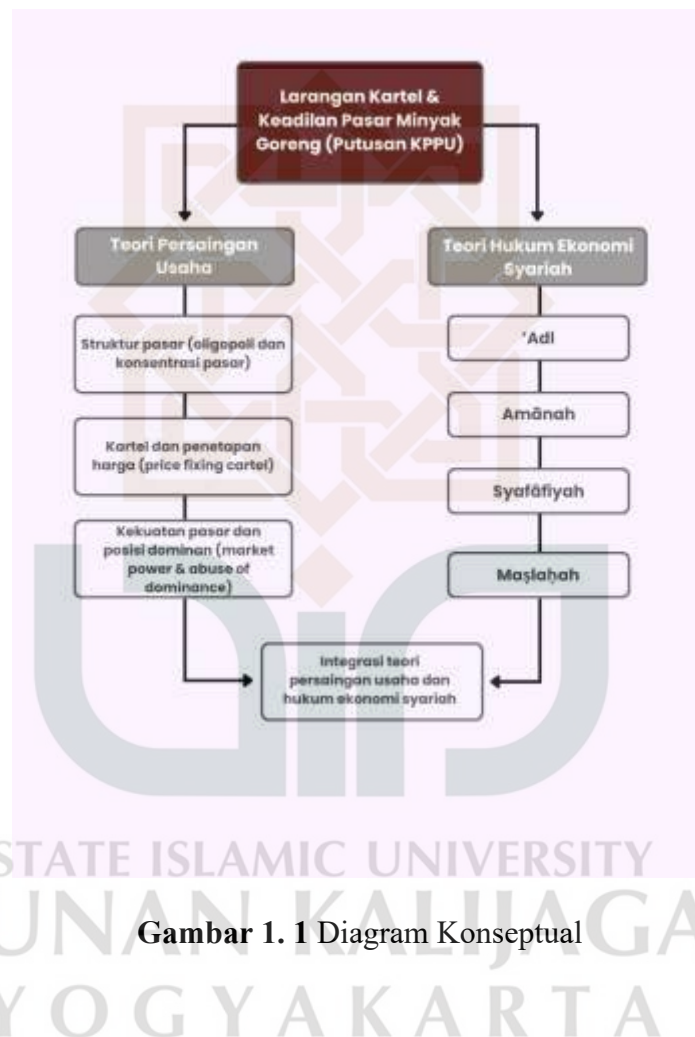 Larangan Kartel &
Keadilan Pasar Minyak
Goreng (Putusan KPPU)
Teori Persaingan
Usaha
Teori Hukum Ekonomi
Syariah
Struktur pasar (oligopoli dan
konsentrasi pasar)
Kartel dan penetapan
harga (price fixing cartel)
Kekuatan pasar dan
posisi dominan (market
power & abuse of
dominance)
'Adl
Amānah
Syafāfiyah
Maṣlaḥah
Integrasi teori
persaingan usaha dan
hukum ekonomi syariah
STATE ISLAMIC UNIVERSITY
UNAN KALIJAGA
Gambar 1. 1 Diagram Konseptual
YOGYAKARTA